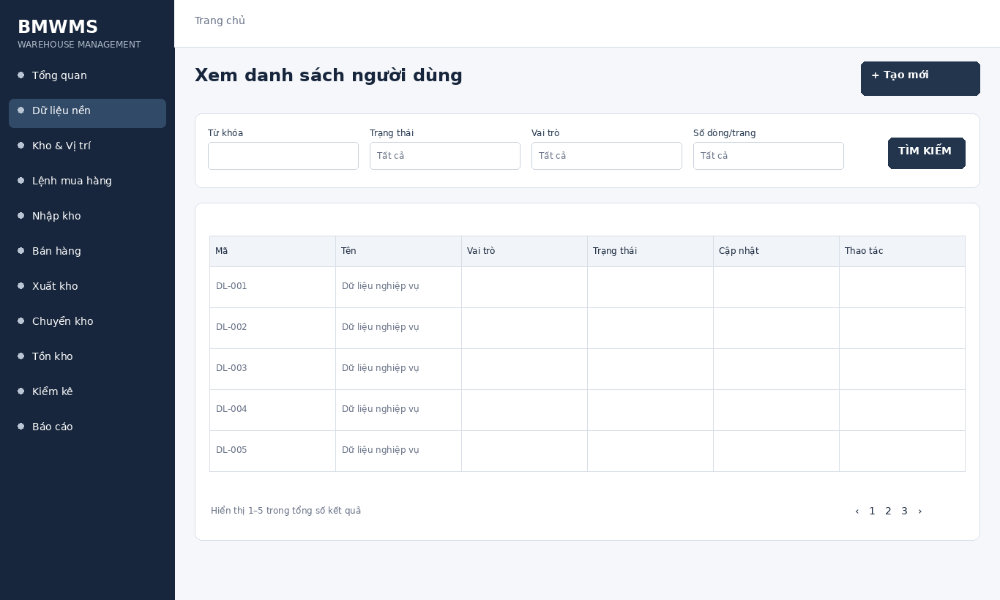 BMWMS
WAREHOUSE MANAGEMENT
Tổng quan
Dữ liệu nền
Kho & Vị trí
Lệnh mua hàng
Nhập kho
Bán hàng
Xuất kho
Chuyển kho
Tồn kho
Kiểm kê
Báo cáo
Trang chủ
Xem danh sách người dùng
+ Tạo mới
Từ khóa Trạng thái Vai trò Số dòng/trang
Tất cả Tất cả Tất cả
TÌM KIẾM
Mã Tên Vai trò Trạng thái Cập nhật Thao tác
DL-001 Dữ liệu nghiệp vụ
DL-002 Dữ liệu nghiệp vụ
DL-003 Dữ liệu nghiệp vụ
DL-004 Dữ liệu nghiệp vụ
DL-005 Dữ liệu nghiệp vụ
Hiển thị 1–5 trong tổng số kết quả ‹ 1 2 3 ›